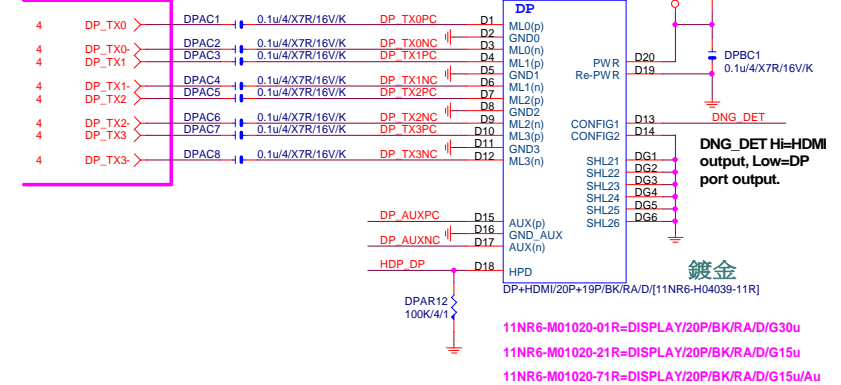 DP
4 DP_TX0 DPAC1 0.1u/4/X7R/16V/K DP_TX0PC D1 ML0(p)
D2 GND0
4 DP_TX0- DPAC2 0.1u/4/X7R/16V/K DP_TX0NC D3 ML0(n)
4 DP_TX1 DPAC3 0.1u/4/X7R/16V/K DP_TX1PC D4 ML1(p)
D5 GND1
4 DP_TX1- DPAC4 0.1u/4/X7R/16V/K DP_TX1NC D6 ML1(n)
4 DP_TX2 DPAC5 0.1u/4/X7R/16V/K DP_TX2PC D7 ML2(p)
D8 GND2
4 DP_TX2- DPAC6 0.1u/4/X7R/16V/K DP_TX2NC D9 ML2(n)
4 DP_TX3 DPAC7 0.1u/4/X7R/16V/K DP_TX3PC D10 ML3(p)
D11 GND3
4 DP_TX3- DPAC8 0.1u/4/X7R/16V/K DP_TX3NC D12 ML3(n)
PWR D20
Re-PWR D19
DPBC1
0.1u/4/X7R/16V/K
CONFIG1 D13 DNG_DET
CONFIG2 D14
DNG_DET Hi=HDMI
output, Low=DP
port output.
SHL21 DG1
SHL22 DG2
SHL23 DG3
SHL24 DG4
SHL25 DG5
SHL26 DG6
DP_AUXPC D15 AUX(p)
D16 GND_AUX
DP_AUXNC D17 AUX(n)
HDP_DP D18 HPD
鍍金
DP+HDMI/20P+19P/BK/RA/D/[11NR6-H04039-11R]
DPAR12
100K/4/1
11NR6-M01020-01R=DISPLAY/20P/BK/RA/D/G30u
11NR6-M01020-21R=DISPLAY/20P/BK/RA/D/G15u
11NR6-M01020-71R=DISPLAY/20P/BK/RA/D/G15u/Au